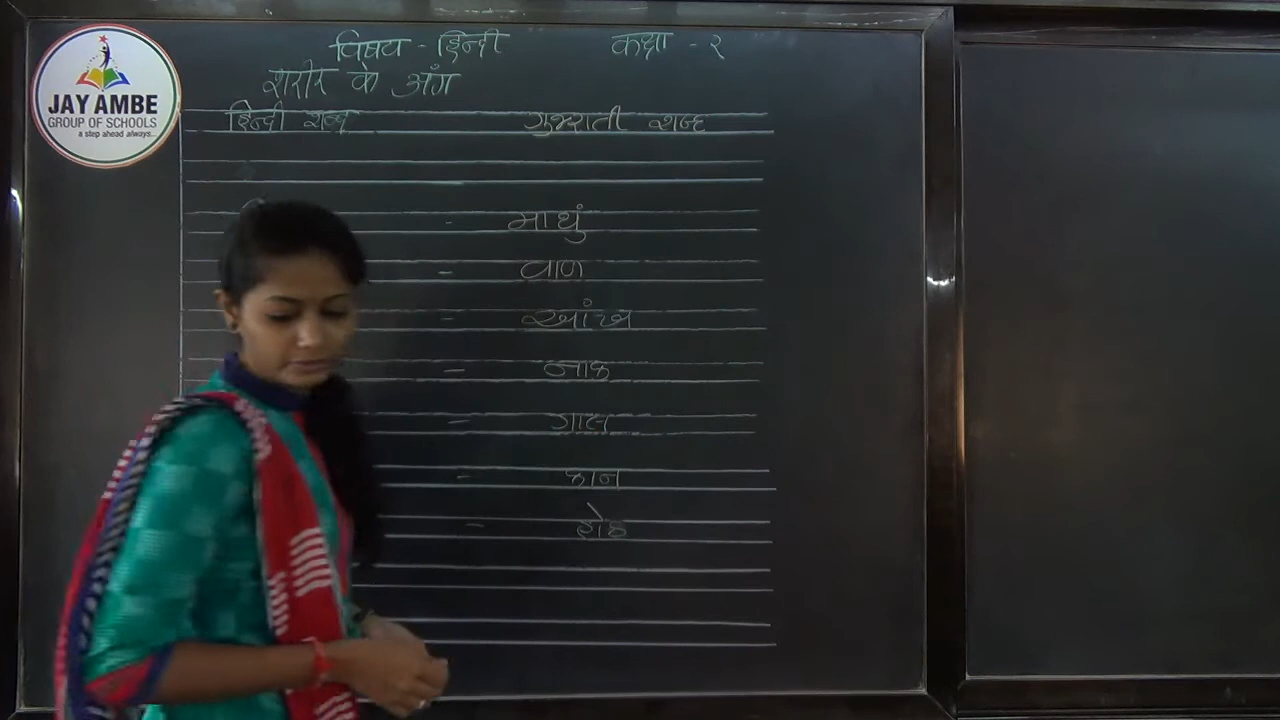 JAY AMBE
GROUP OF SCHOOLS
a step ahead always...
विषय - हिन्दी कक्षा - २
शरीर के अंग
हिन्दी शब्द गुजराती शब्द
- માથું
- વાળ
- આંખ
- નાક
- ગાલ
- કાન
- હોઠ